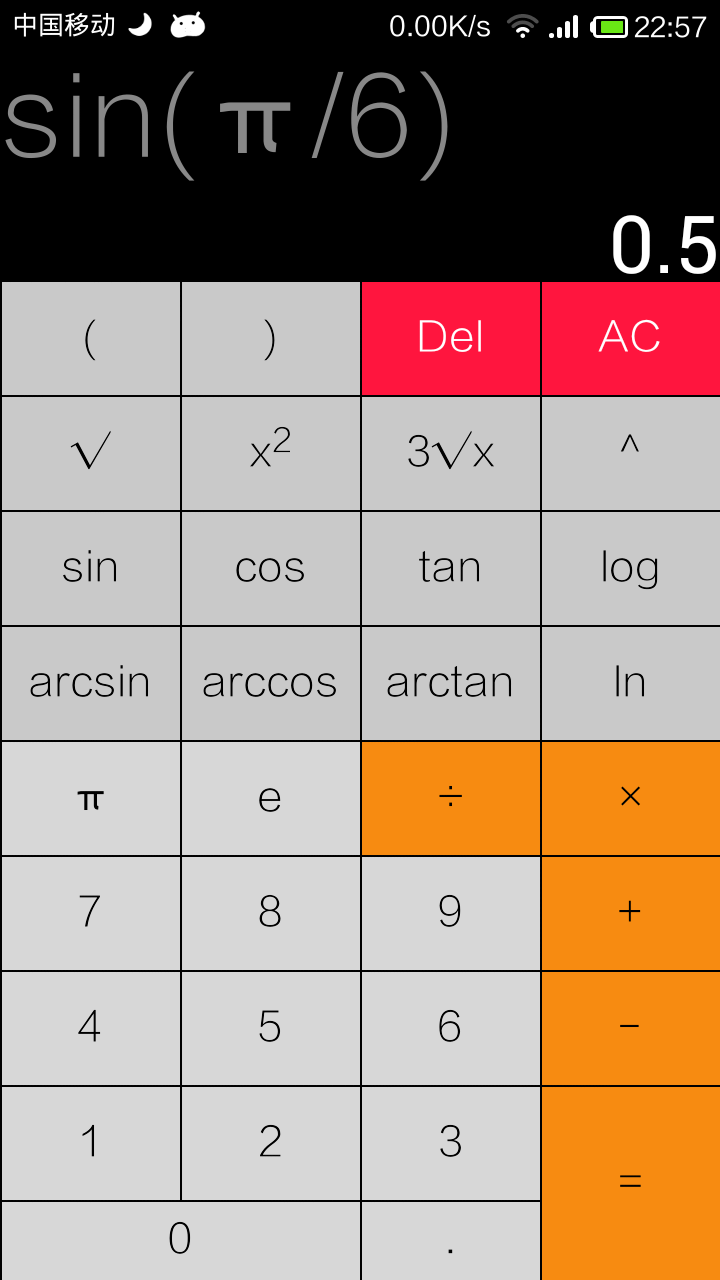 中国移动 0.00K/s 22:57
sin(π/6)
0.5
( ) Del AC
√ x² 3√x ^
sin cos tan log
arcsin arccos arctan ln
π e ÷ ×
7 8 9 +
4 5 6 −
1 2 3 =
0 .